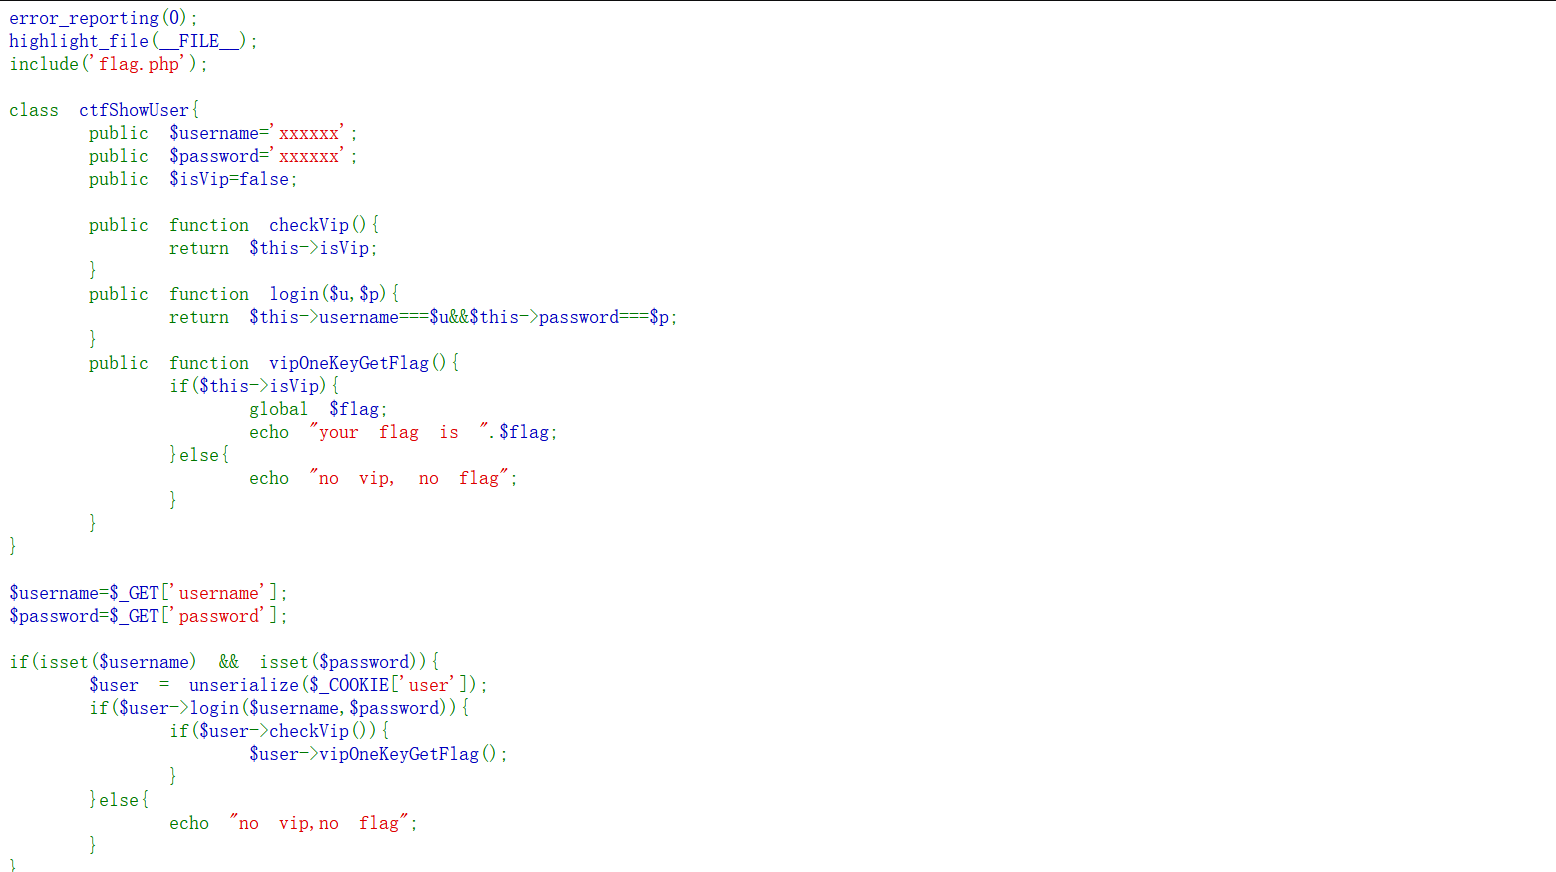 error_reporting(0);
highlight_file(__FILE__);
include('flag.php');
class ctfShowUser{
public $username='xxxxxx';
public $password='xxxxxx';
public $isVip=false;
public function checkVip(){
return $this->isVip;
}
public function login($u,$p){
return $this->username===$u&&$this->password===$p;
}
public function vipOneKeyGetFlag(){
if($this->isVip){
global $flag;
echo "your flag is ".$flag;
}else{
echo "no vip, no flag";
}
}
}
$username=$_GET['username'];
$password=$_GET['password'];
if(isset($username) && isset($password)){
$user = unserialize($_COOKIE['user']);
if($user->login($username,$password)){
if($user->checkVip()){
$user->vipOneKeyGetFlag();
}
}else{
echo "no vip,no flag";
}
}